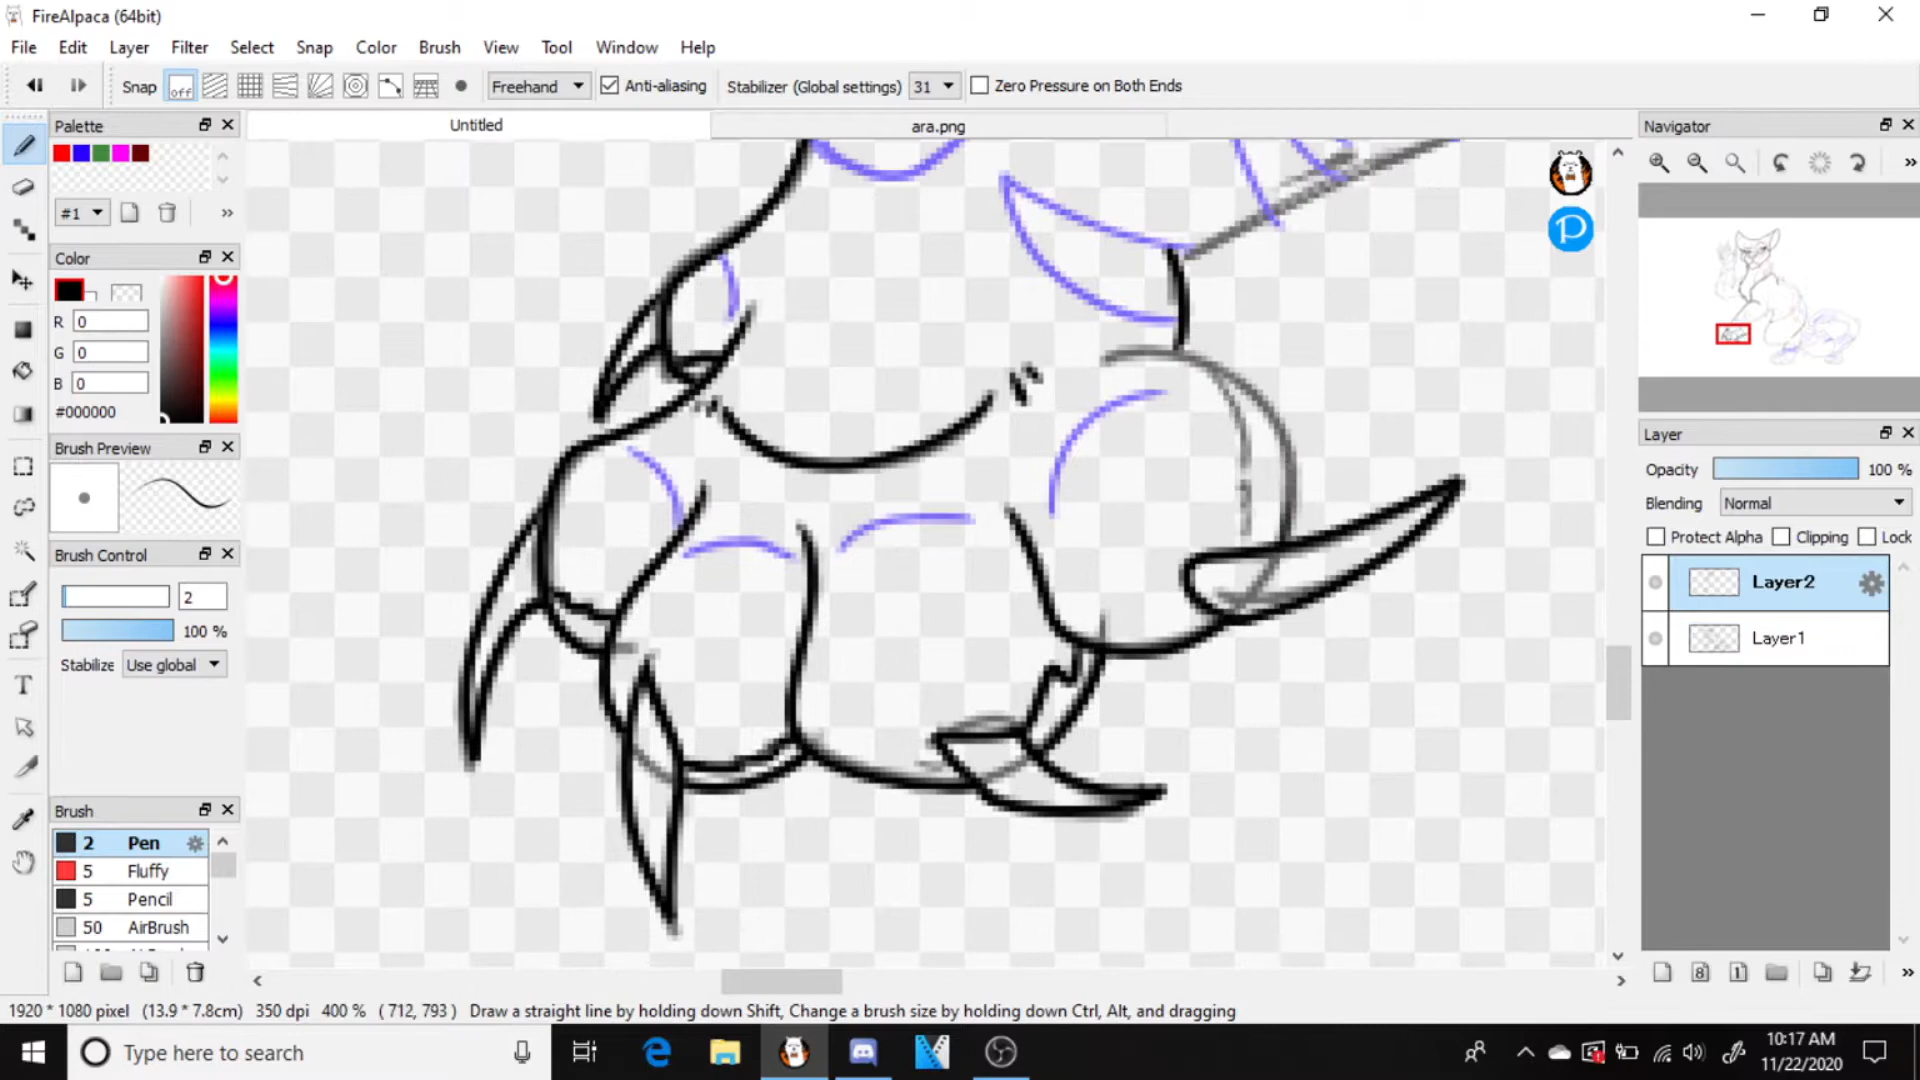 FireAlpaca (64bit)
File Edit Layer Filter Select Snap Color Brush View Tool Window Help
Snap off Freehand Anti-aliasing Stabilizer (Global settings) 31 Zero Pressure on Both Ends
Palette
Untitled
ara.png
Navigator
#1
Color
R 0
G 0
B 0
#000000
Brush Preview
Brush Control
2
100 %
Stabilize Use global
Brush
2 Pen
5 Fluffy
5 Pencil
50 AirBrush
Layer
Opacity 100 %
Blending Normal
Protect Alpha Clipping Lock
Layer2
Layer1
1920 * 1080 pixel (13.9 * 7.8cm) 350 dpi 400 % ( 712, 793 ) Draw a straight line by holding down Shift, Change a brush size by holding down Ctrl, Alt, and dragging
Type here to search
10:17 AM
11/22/2020